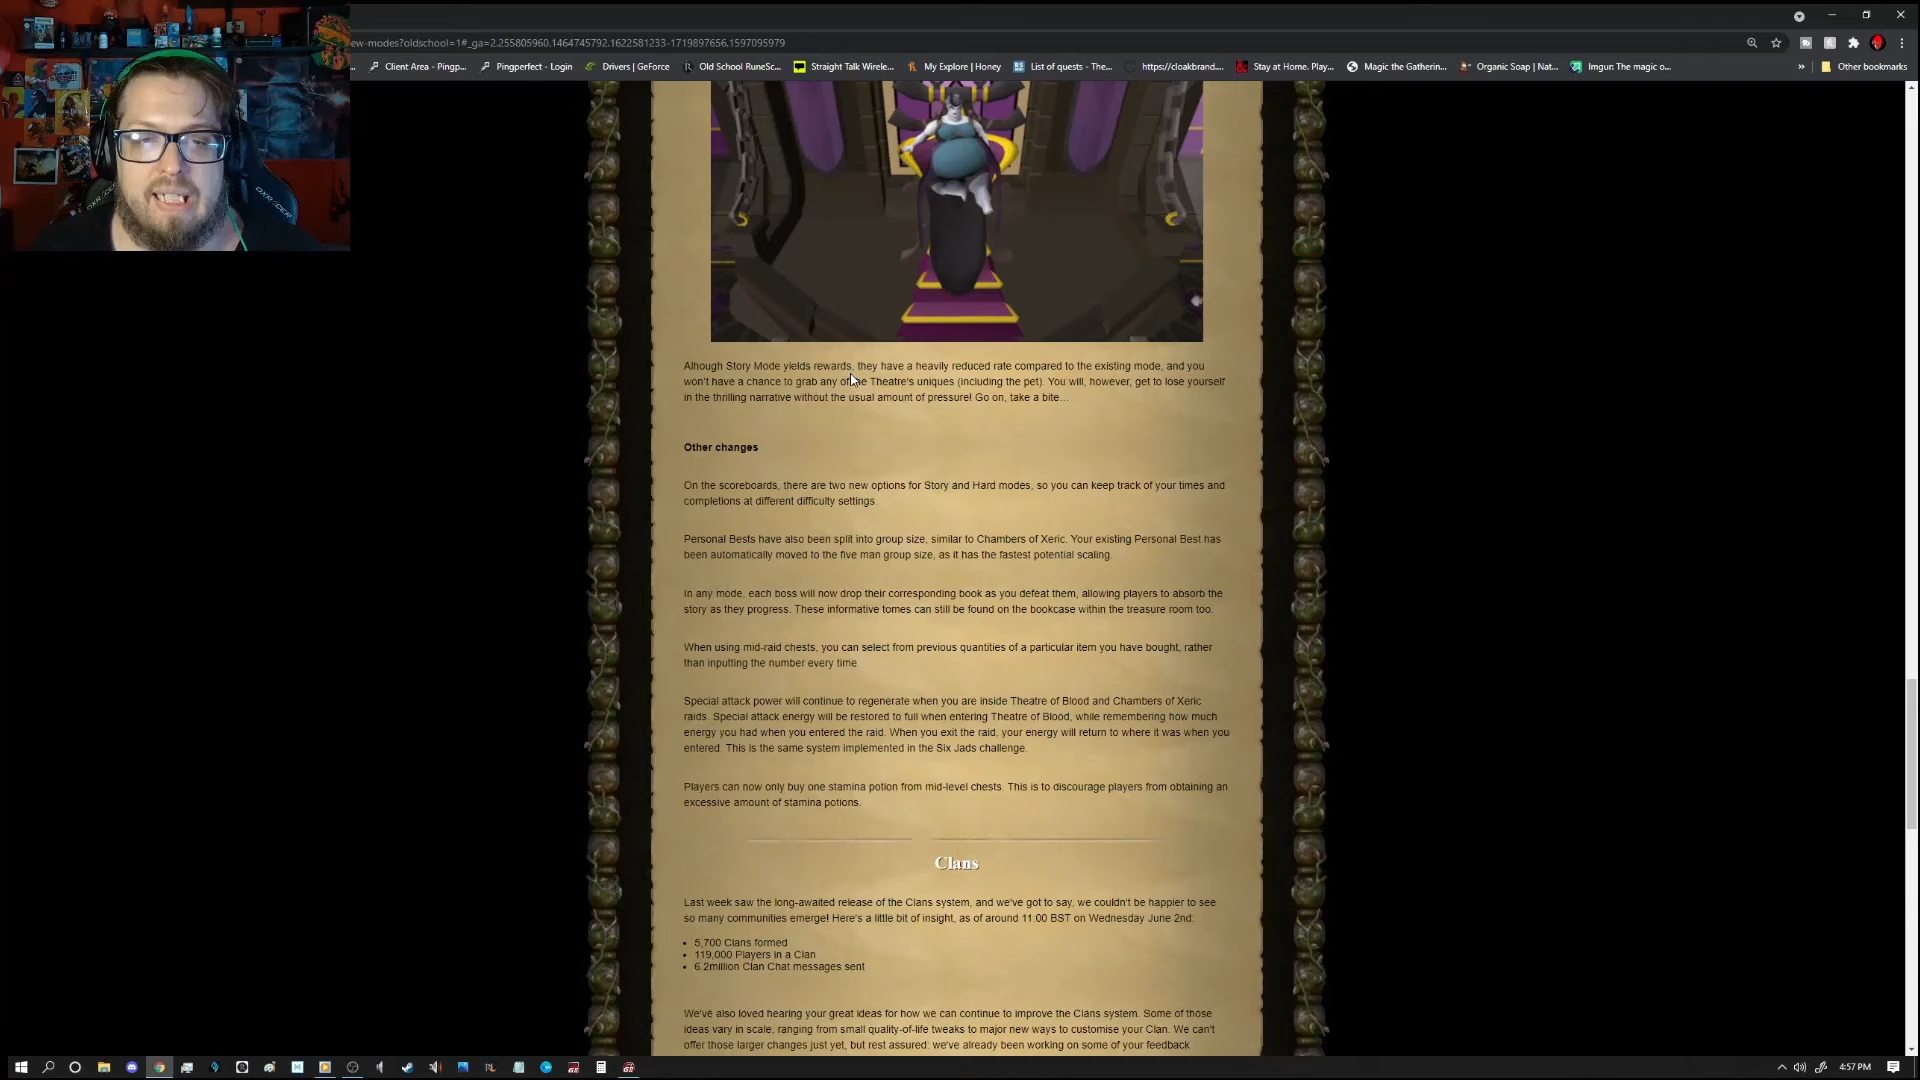 ew-modes?oldschool=1#_ga=2.255805960.1464745792.1622581233-1719897656.1597095979
Client Area - Pingp... Pingperfect - Login Drivers | GeForce Old School RuneSc... Straight Talk Wirele... My Explore | Honey List of quests - The... https://cloakbrand.... Stay at Home. Play... Magic the Gatherin... Organic Soap | Nat... Imgur: The magic o... » Other bookmarks
Alhough Story Mode yields rewards, they have a heavily reduced rate compared to the existing mode, and you
won't have a chance to grab any of the Theatre's uniques (including the pet). You will, however, get to lose yourself
in the thrilling narrative without the usual amount of pressure! Go on, take a bite...
Other changes
On the scoreboards, there are two new options for Story and Hard modes, so you can keep track of your times and
completions at different difficulty settings.
Personal Bests have also been split into group size, similar to Chambers of Xeric. Your existing Personal Best has
been automatically moved to the five man group size, as it has the fastest potential scaling.
In any mode, each boss will now drop their corresponding book as you defeat them, allowing players to absorb the
story as they progress. These informative tomes can still be found on the bookcase within the treasure room too.
When using mid-raid chests, you can select from previous quantities of a particular item you have bought, rather
than inputting the number every time
Special attack power will continue to regenerate when you are inside Theatre of Blood and Chambers of Xeric
raids. Special attack energy will be restored to full when entering Theatre of Blood, while remembering how much
energy you had when you entered the raid. When you exit the raid, your energy will return to where it was when you
entered. This is the same system implemented in the Six Jads challenge.
Players can now only buy one stamina potion from mid-level chests. This is to discourage players from obtaining an
excessive amount of stamina potions.
Clans
Last week saw the long-awaited release of the Clans system, and we've got to say, we couldn't be happier to see
so many communities emerge! Here's a little bit of insight, as of around 11:00 BST on Wednesday June 2nd:
• 5,700 Clans formed
• 119,000 Players in a Clan
• 6.2million Clan Chat messages sent
We've also loved hearing your great ideas for how we can continue to improve the Clans system. Some of those
ideas vary in scale, ranging from small quality-of-life tweaks to major new ways to customise your Clan. We can't
offer those larger changes just yet, but rest assured: we've already been working on some of your feedback
4:57 PM